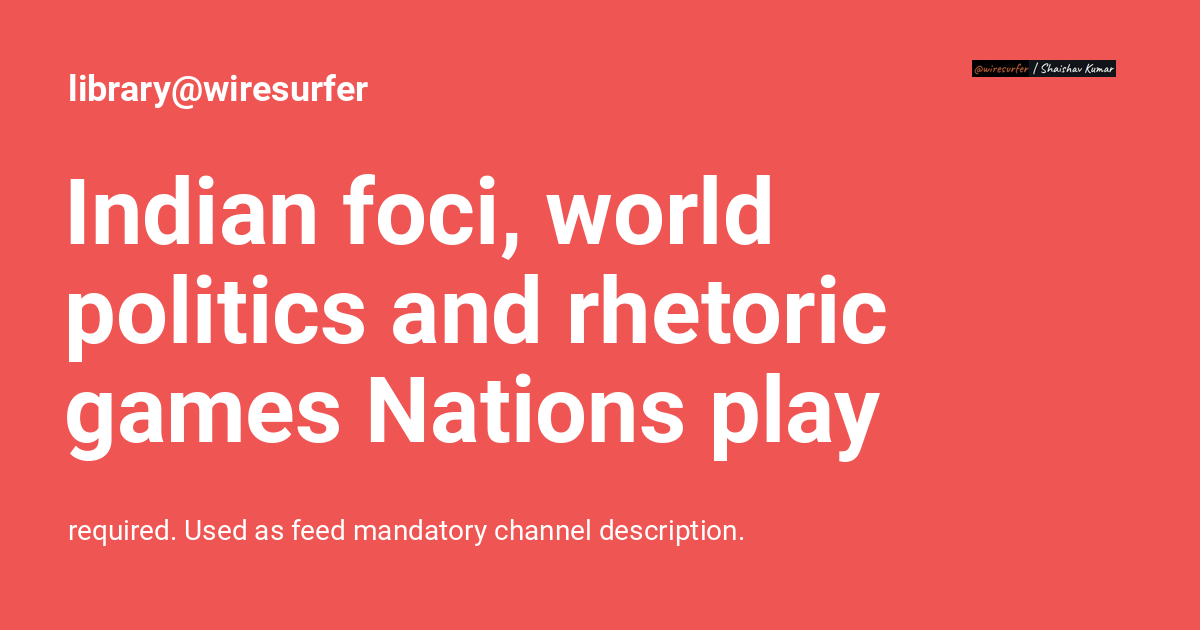 library@wiresurfer
@wiresurfer | Shaishav Kumar
Indian foci, world
politics and rhetoric
games Nations play
required. Used as feed mandatory channel description.